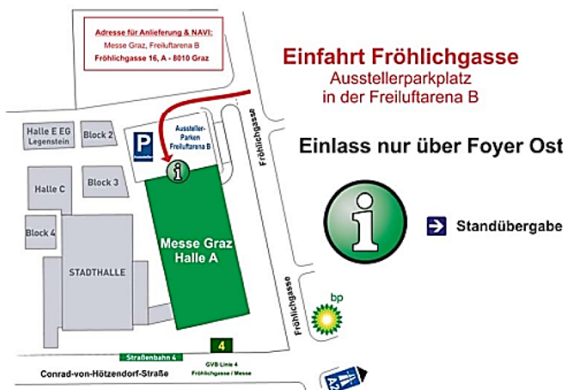 Adresse für Anlieferung & NAVI:
Messe Graz, Freiluftarena B
Fröhlichgasse 16, A - 8010 Graz
Einfahrt Fröhlichgasse
Ausstellerparkplatz
in der Freiluftarena B
Einlass nur über Foyer Ost
i
Standübergabe
Halle E EG
Legenstein
Block 2
P
Aussteller-
Parken
Freiluftarena B
Fröhlichgasse
i
Halle C
Block 3
Block 4
Messe Graz
Halle A
STADTHALLE
Fröhlichgasse
bp
4
Straßenbahn 4
GVB Linie 4
Fröhlichgasse / Messe
Conrad-von-Hötzendorf-Straße